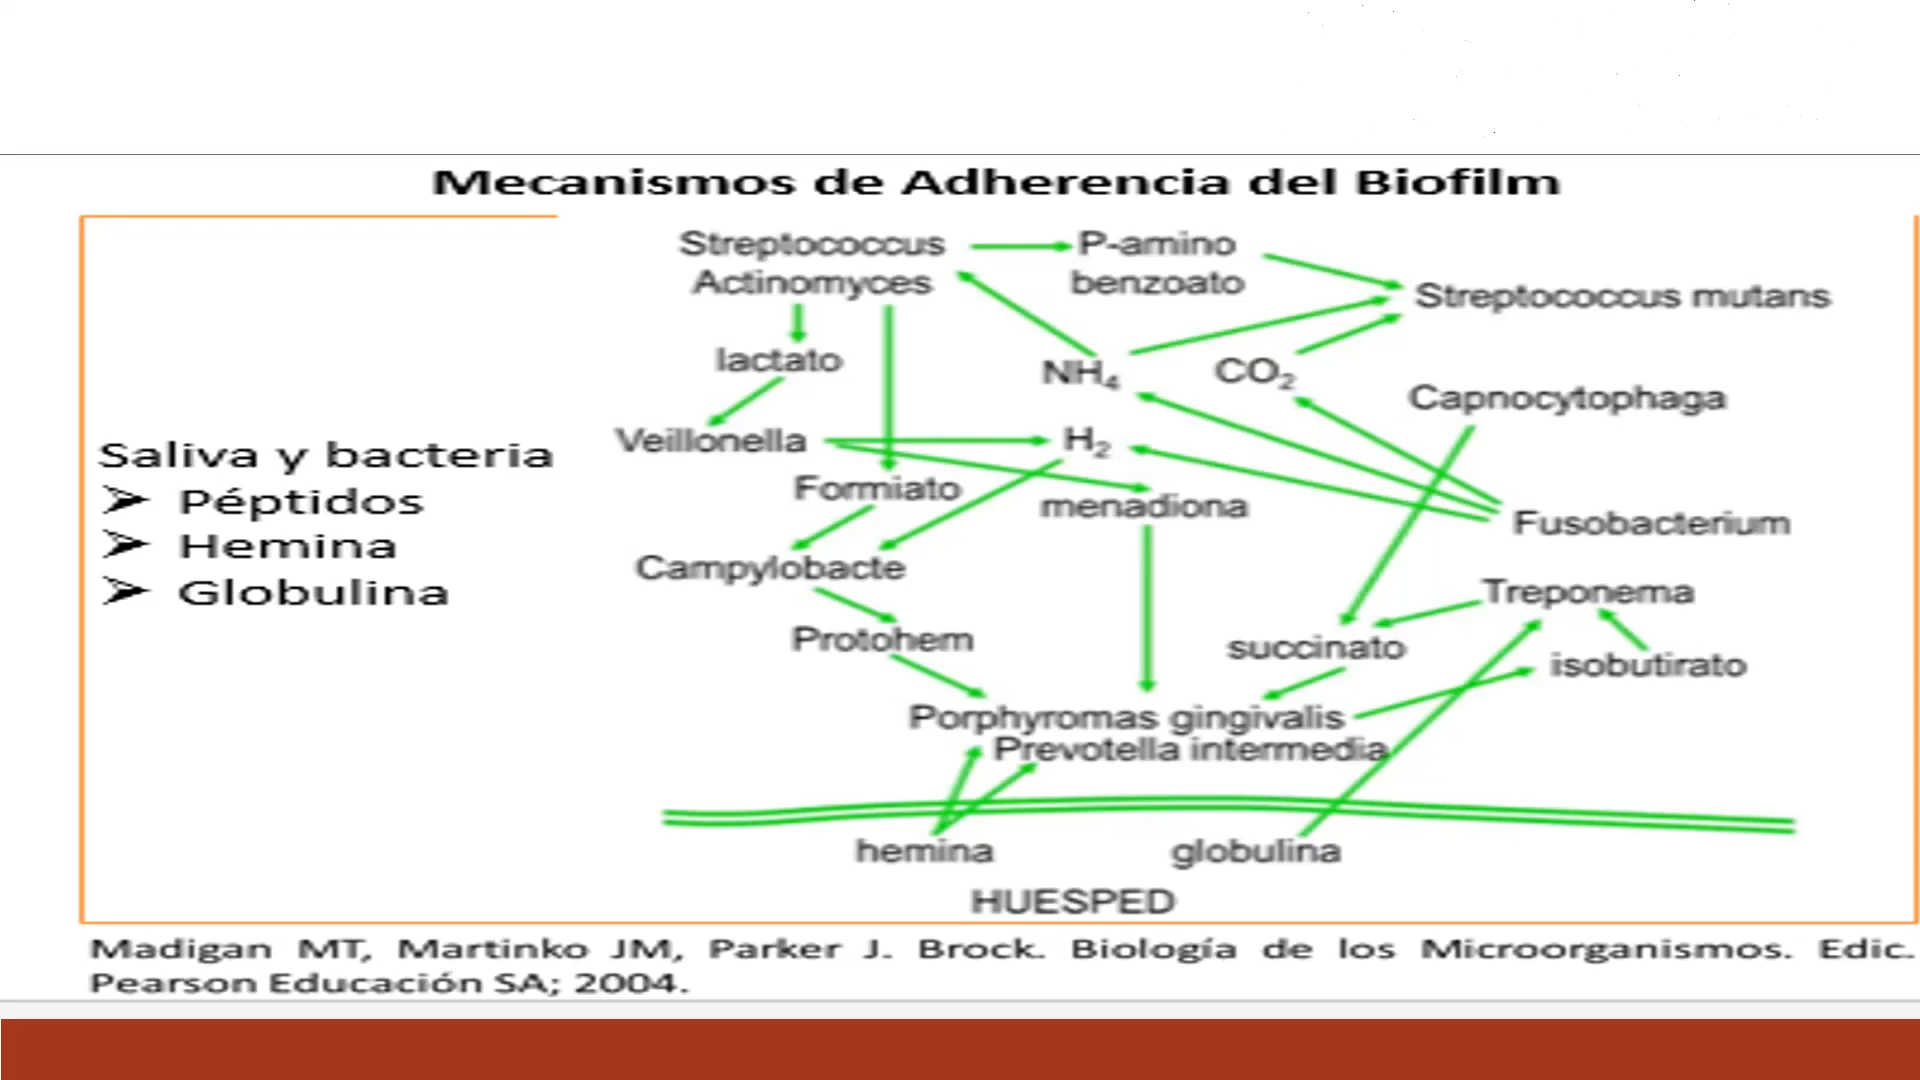 Mecanismos de Adherencia del Biofilm
Saliva y bacteria
➢ Péptidos
➢ Hemina
➢ Globulina
Streptococcus
Actinomyces
P-amino
benzoato
Streptococcus mutans
lactato
NH₄
CO₂
Capnocytophaga
Veillonella
H₂
Formiato
menadiona
Fusobacterium
Campylobacte
Treponema
Protohem
succinato
isobutirato
Porphyromas gingivalis
Prevotella intermedia
hemina
globulina
HUESPED
Madigan MT, Martinko JM, Parker J. Brock. Biología de los Microorganismos. Edic.
Pearson Educación SA; 2004.